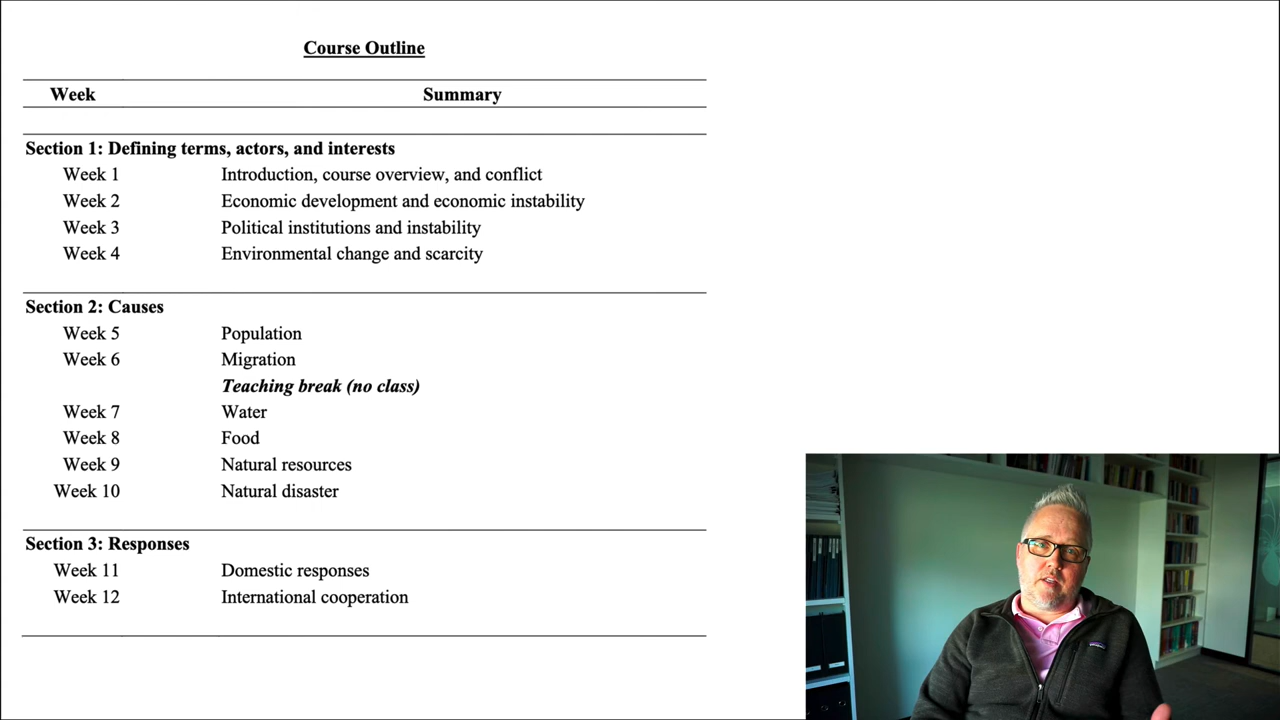 Course Outline
Week Summary
Section 1: Defining terms, actors, and interests
Week 1 Introduction, course overview, and conflict
Week 2 Economic development and economic instability
Week 3 Political institutions and instability
Week 4 Environmental change and scarcity
Section 2: Causes
Week 5 Population
Week 6 Migration
Teaching break (no class)
Week 7 Water
Week 8 Food
Week 9 Natural resources
Week 10 Natural disaster
Section 3: Responses
Week 11 Domestic responses
Week 12 International cooperation